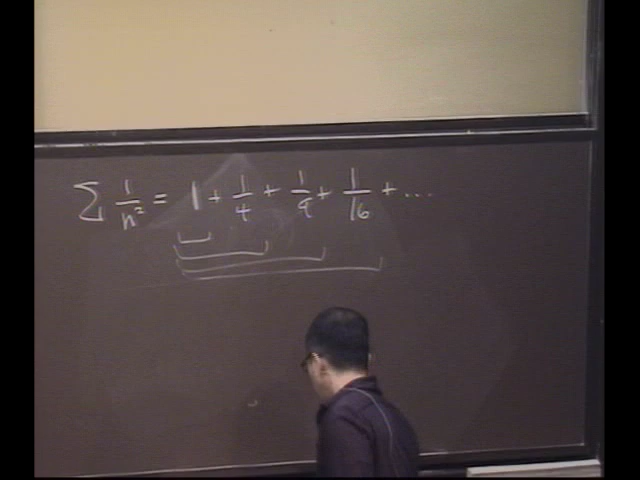 ∑ 1/n² = 1 + 1/4 + 1/9 + 1/16 + ...